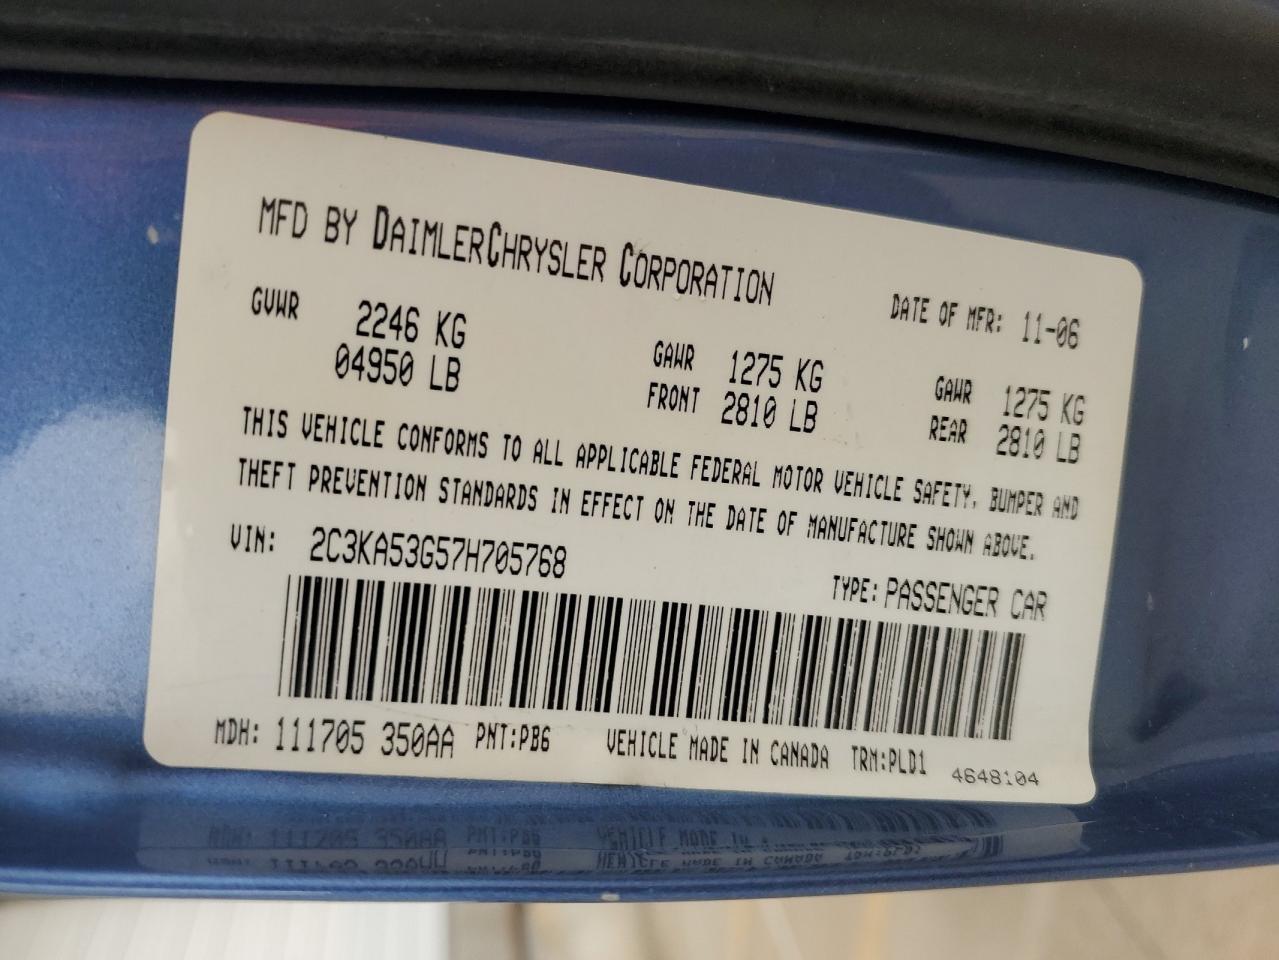 MFD BY DAIMLERCHRYSLER CORPORATION
DATE OF MFR: 11-06
GVWR 2246 KG
04950 LB
GAWR 1275 KG
FRONT 2810 LB
GAWR 1275 KG
REAR 2810 LB
THIS VEHICLE CONFORMS TO ALL APPLICABLE FEDERAL MOTOR VEHICLE SAFETY, BUMPER AND
THEFT PREVENTION STANDARDS IN EFFECT ON THE DATE OF MANUFACTURE SHOWN ABOVE.
VIN: 2C3KA53G57H705768
TYPE: PASSENGER CAR
MDH: 111705 350AA PNT:PB6 VEHICLE MADE IN CANADA TRM:PLD1 4648104